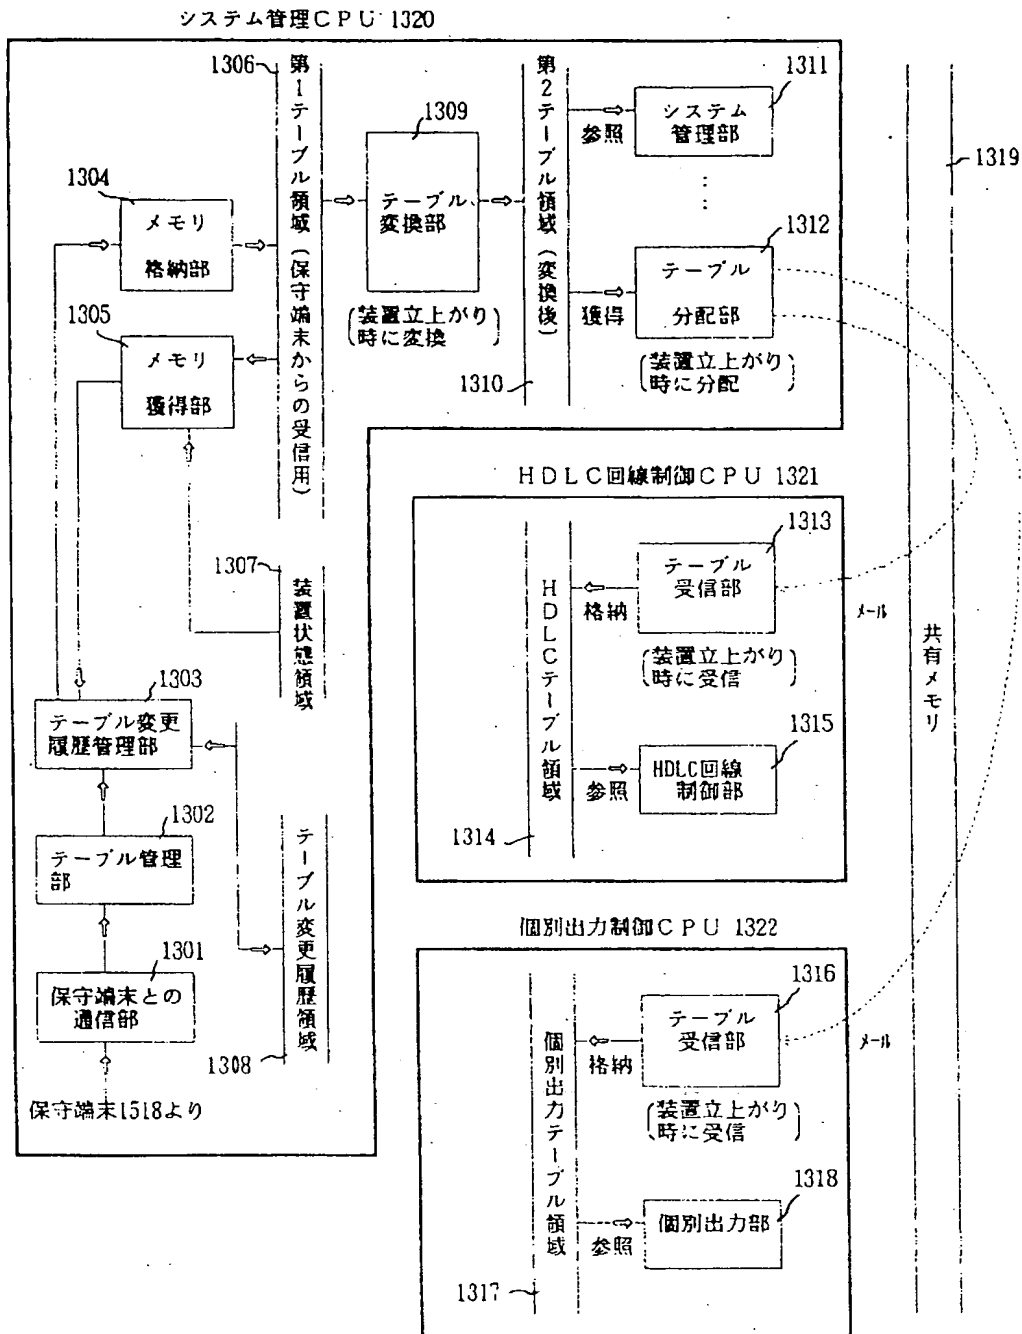 システム管理CPU 1320
1306
第1テーブル領域(保守端末からの受信用)
1309
テーブル
変換部
(装置立上がり
時に変換)
第2テーブル領域(変換後)
1310
参照
1311
システム
管理部
1312
獲得
テーブル
分配部
(装置立上がり
時に分配)
1319
1304
メモリ
格納部
1305
メモリ
獲得部
1307
装置状態領域
1303
テーブル変更
履歴管理部
1302
テーブル管理
部
1301
保守端末との
通信部
テーブル変更履歴領域
1308
保守端末1518より
HDLC回線制御CPU 1321
1313
テーブル
受信部
格納
(装置立上がり
時に受信)
HDLCテーブル領域
1314
1315
参照
HDLC回線
制御部
メール
共有メモリ
個別出力制御CPU 1322
1316
テーブル
受信部
格納
(装置立上がり
時に受信)
個別出力テーブル領域
1317
1318
参照
個別出力部
メール